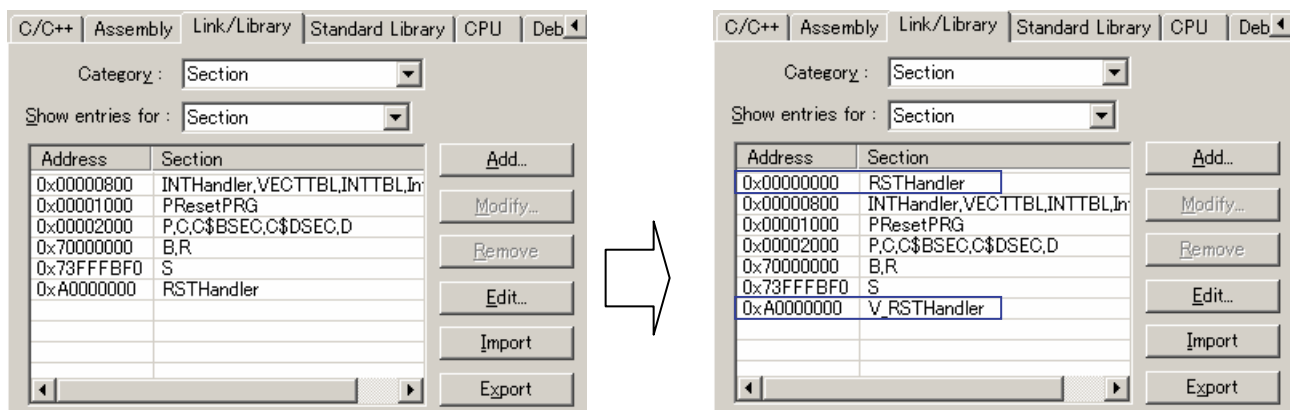 C/C++ Assembly Link/Library Standard Library CPU Deb
Category : Section
Show entries for : Section
Address Section
0x00000800 INTHandler,VECTTBL,INTTBL,In
0x00001000 PResetPRG
0x00002000 P,C,C$BSEC,C$DSEC,D
0x70000000 B,R
0x73FFFBF0 S
0xA0000000 RSTHandler
Add...
Modify...
Remove
Edit...
Import
Export
C/C++ Assembly Link/Library Standard Library CPU Deb
Category : Section
Show entries for : Section
Address Section
0x00000000 RSTHandler
0x00000800 INTHandler,VECTTBL,INTTBL,In
0x00001000 PResetPRG
0x00002000 P,C,C$BSEC,C$DSEC,D
0x70000000 B,R
0x73FFFBF0 S
0xA0000000 V_RSTHandler
Add...
Modify...
Remove
Edit...
Import
Export